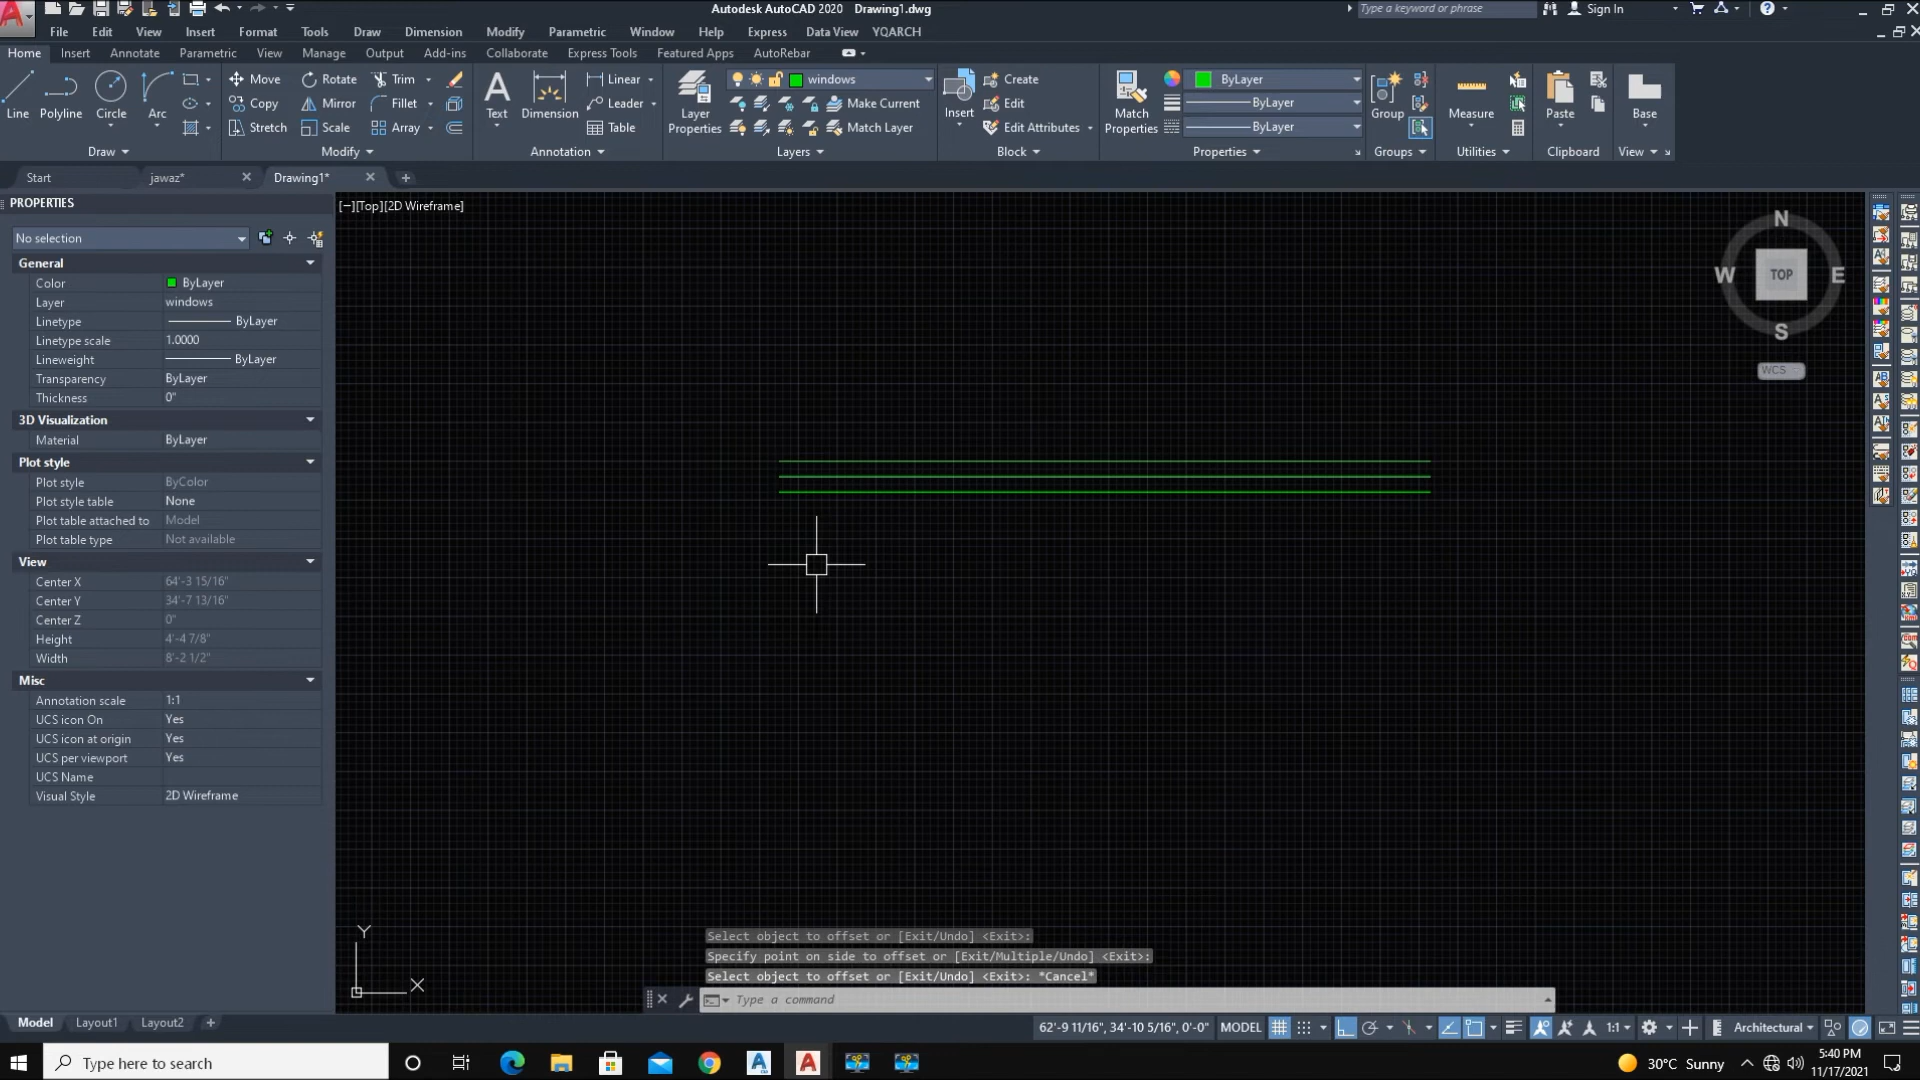 Autodesk AutoCAD 2020 Drawing1.dwg
Type a keyword or phrase
Sign In
File Edit View Insert Format Tools Draw Dimension Modify Parametric Window Help Express Data View YQARCH
Home Insert Annotate Parametric View Manage Output Add-ins Collaborate Express Tools Featured Apps AutoRebar
Move Rotate Trim Linear windows Create ByLayer
Line Polyline Circle Arc Copy Mirror Fillet Text Dimension Leader Layer Properties Make Current Insert Edit Match Properties ByLayer Group Measure Paste Base
Stretch Scale Array Table Match Layer Edit Attributes ByLayer
Draw Modify Annotation Layers Block Properties Groups Utilities Clipboard View
Start jawaz* Drawing1*
PROPERTIES
[−][Top][2D Wireframe]
No selection
General
Color ByLayer
Layer windows
Linetype ByLayer
Linetype scale 1.0000
Lineweight ByLayer
Transparency ByLayer
Thickness 0"
3D Visualization
Material ByLayer
Plot style
Plot style ByColor
Plot style table None
Plot table attached to Model
Plot table type Not available
View
Center X 64'-3 15/16"
Center Y 34'-7 13/16"
Center Z 0"
Height 4'-4 7/8"
Width 8'-2 1/2"
Misc
Annotation scale 1:1
UCS icon On Yes
UCS icon at origin Yes
UCS per viewport Yes
UCS Name
Visual Style 2D Wireframe
N
W TOP E
S
WCS
Y
X
Select object to offset or [Exit/Undo] <Exit>:
Specify point on side to offset or [Exit/Multiple/Undo] <Exit>:
Select object to offset or [Exit/Undo] <Exit>: *Cancel*
Type a command
Model Layout1 Layout2
62'-9 11/16", 34'-10 5/16", 0'-0" MODEL 1:1 Architectural
Type here to search
30°C Sunny
5:40 PM
11/17/2021